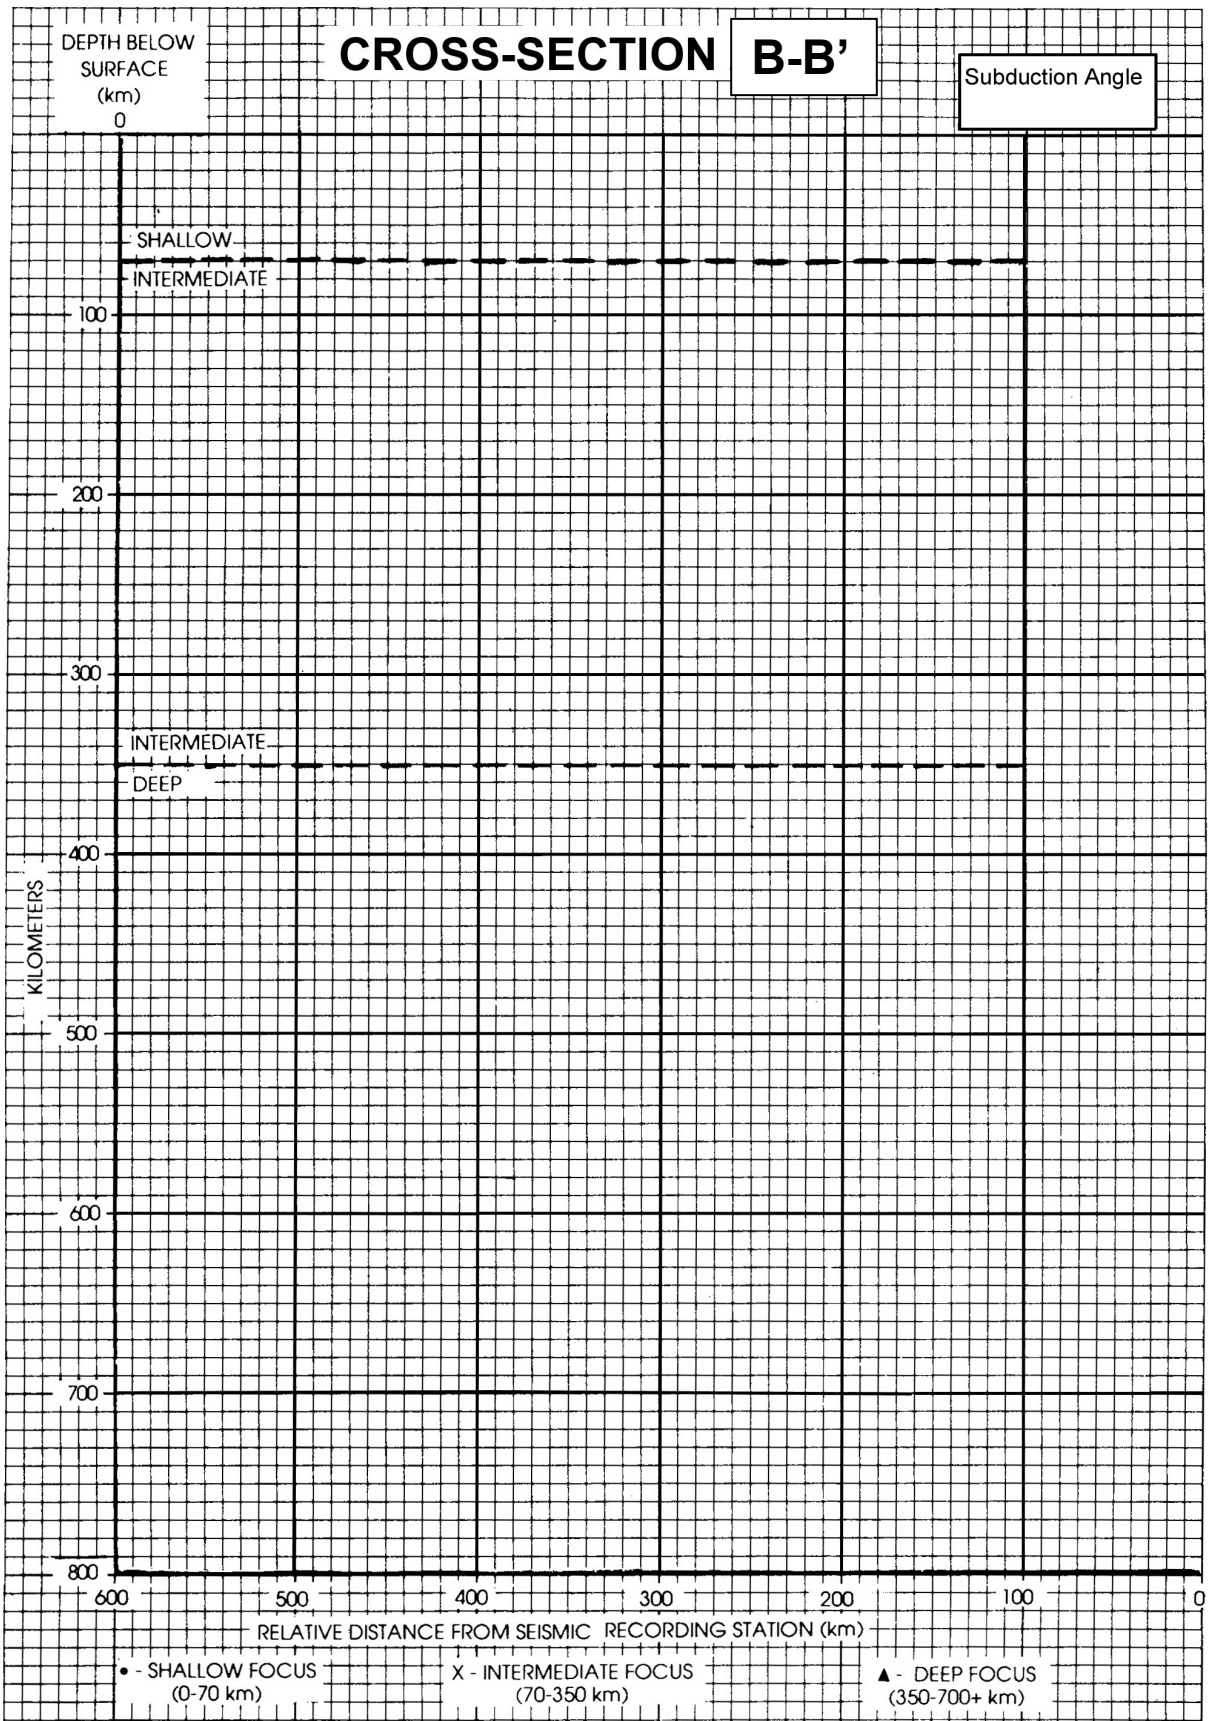 DEPTH BELOW
SURFACE
(km)
0
CROSS-SECTION B-B’
Subduction Angle
SHALLOW
INTERMEDIATE
100
200
300
INTERMEDIATE
DEEP
400
KILOMETERS
500
600
700
800
600 500 400 300 200 100 0
RELATIVE DISTANCE FROM SEISMIC RECORDING STATION (km)
• - SHALLOW FOCUS
(0-70 km)
X - INTERMEDIATE FOCUS
(70-350 km)
▲ - DEEP FOCUS
(350-700+ km)